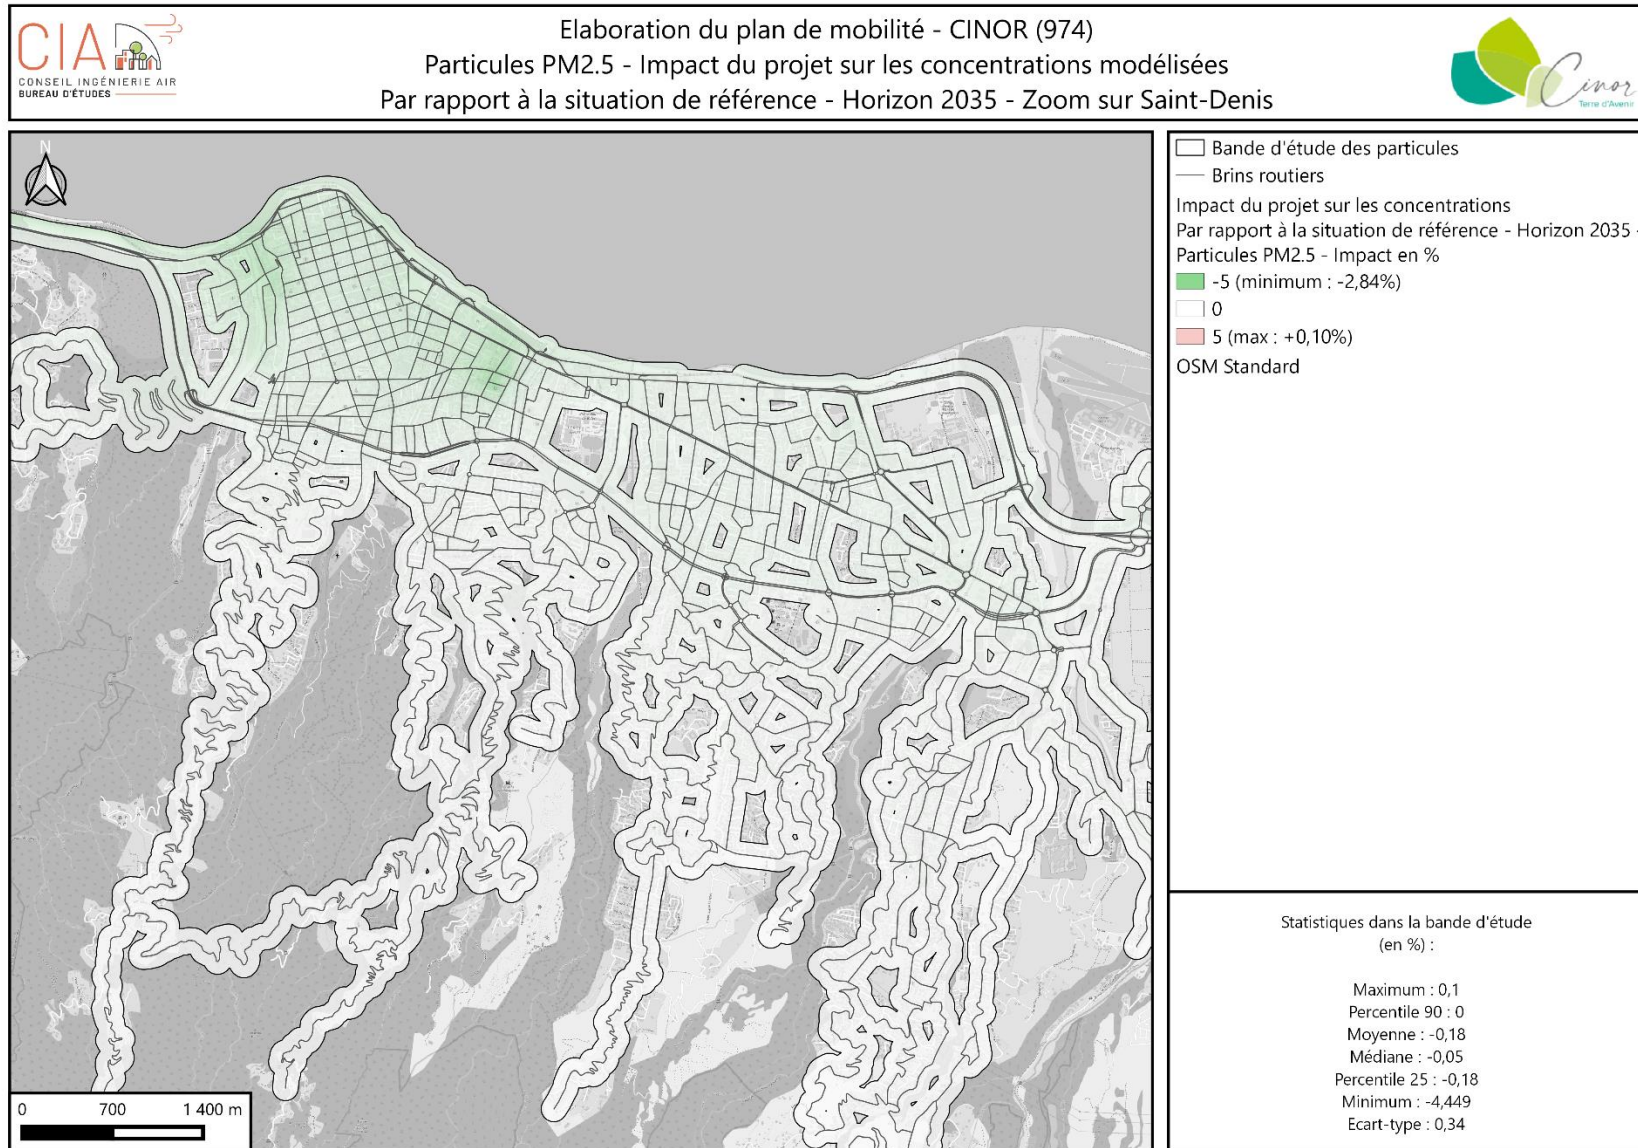 CIA
CONSEIL INGÉNIERIE AIR
BUREAU D'ÉTUDES
Elaboration du plan de mobilité - CINOR (974)
Particules PM2.5 - Impact du projet sur les concentrations modélisées
Par rapport à la situation de référence - Horizon 2035 - Zoom sur Saint-Denis
Cinor
Terre d'Avenir
N
Bande d'étude des particules
Brins routiers
Impact du projet sur les concentrations
Par rapport à la situation de référence - Horizon 2035 -
Particules PM2.5 - Impact en %
-5 (minimum : -2,84%)
0
5 (max : +0,10%)
OSM Standard
Statistiques dans la bande d'étude
(en %) :
Maximum : 0,1
Percentile 90 : 0
Moyenne : -0,18
Médiane : -0,05
Percentile 25 : -0,18
Minimum : -4,449
Ecart-type : 0,34
0 700 1 400 m